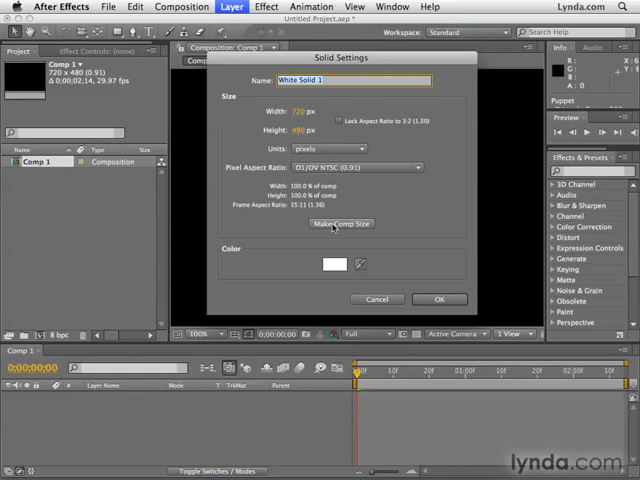 After Effects File Edit Composition Layer Effect Animation View Window Help Lynda.com
Untitled Project.aep *
Workspace: Standard Search Help
Project Effect Controls: (none) Composition: Comp 1 Info Audio
Comp 1
720 x 480 (0.91)
Δ 0;00;02;14, 29.97 fps
Solid Settings
Name: White Solid 1
Size
Width: 720 px
Lock Aspect Ratio to 3:2 (1.50)
Height: 480 px
Units: pixels
Pixel Aspect Ratio: D1/DV NTSC (0.91)
Width: 100.0 % of comp
Height: 100.0 % of comp
Frame Aspect Ratio: 15:11 (1.36)
Make Comp Size
Color
Cancel OK
Name Type
Comp 1 Composition
Puppet
Preview
Effects & Presets
3D Channel
Audio
Blur & Sharpen
Channel
Color Correction
Distort
Expression Controls
Generate
Keying
Matte
Noise & Grain
Obsolete
Paint
Perspective
8 bpc 100% 0;00;00;00 Full Active Camera 1 View
Comp 1
0;00;00;00
10f 20f 01:00f 10f 20f 02:00f 10f
# Layer Name Mode T TrkMat Parent
Toggle Switches / Modes
lynda.com